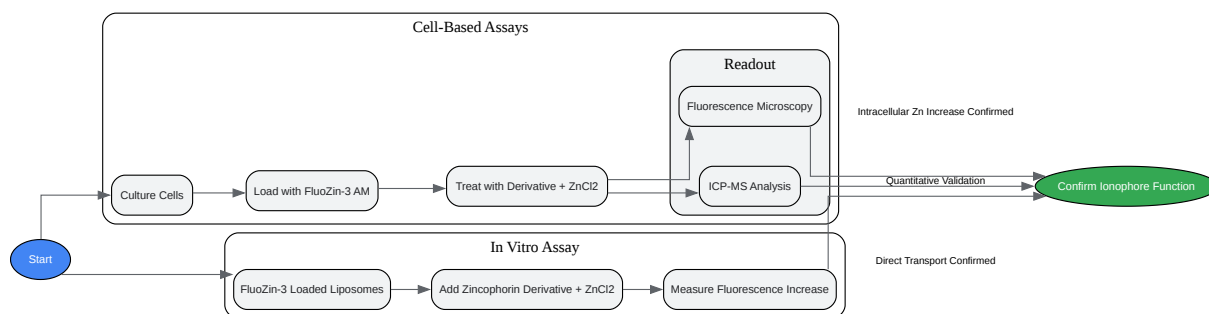 Cell-Based Assays
Readout
Fluorescence Microscopy
Intracellular Zn Increase Confirmed
Culture Cells
Load with FluoZin-3 AM
Treat with Derivative + ZnCl2
ICP-MS Analysis
Quantitative Validation
Confirm Ionophore Function
Start
In Vitro Assay
Direct Transport Confirmed
FluoZin-3 Loaded Liposomes
Add Zincophorin Derivative + ZnCl2
Measure Fluorescence Increase